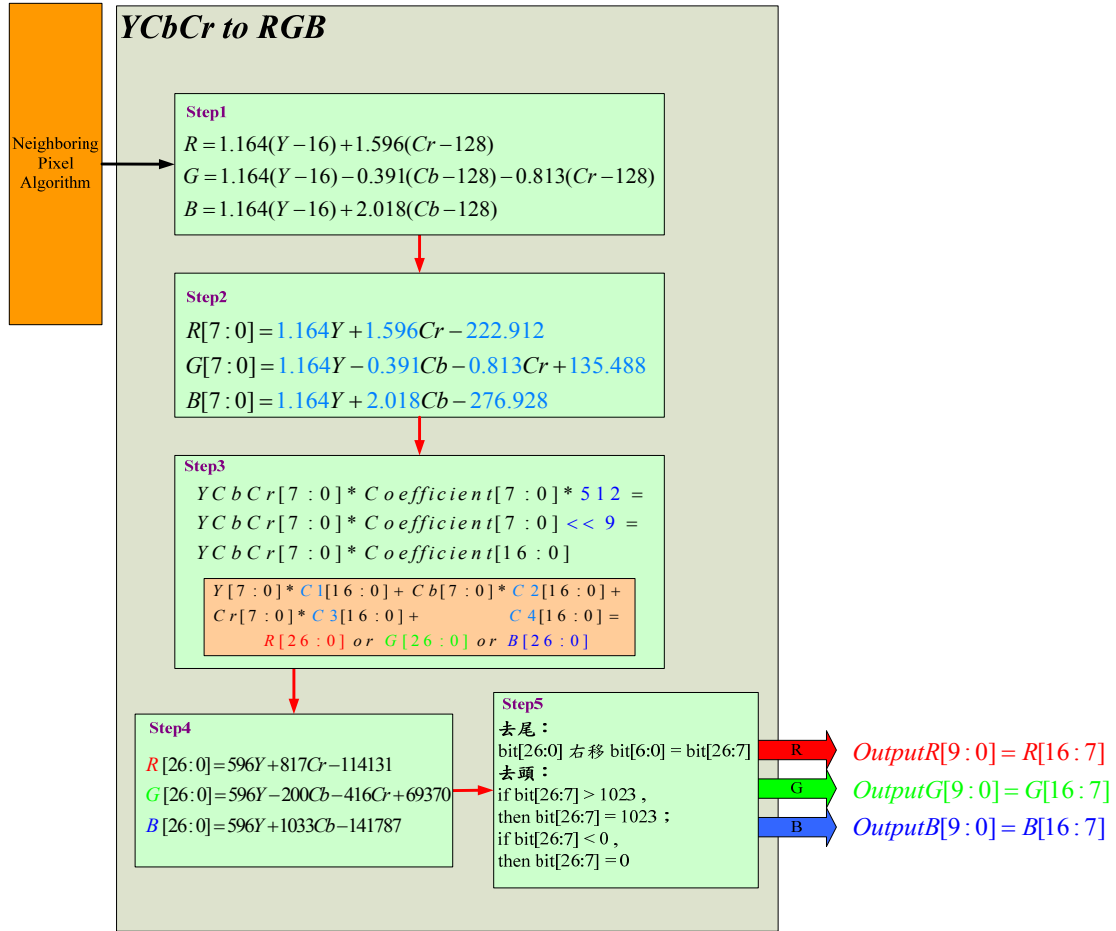 YCbCr to RGB
Neighboring
Pixel
Algorithm
Step1
R = 1.164(Y − 16) + 1.596(Cr − 128)
G = 1.164(Y − 16) − 0.391(Cb − 128) − 0.813(Cr − 128)
B = 1.164(Y − 16) + 2.018(Cb − 128)
Step2
R[7:0] = 1.164Y + 1.596Cr − 222.912
G[7:0] = 1.164Y − 0.391Cb − 0.813Cr + 135.488
B[7:0] = 1.164Y + 2.018Cb − 276.928
Step3
YCbCr[7:0]* Coefficient[7:0]* 512 =
YCbCr[7:0]* Coefficient[7:0] << 9 =
YCbCr[7:0]* Coefficient[16:0]
Y[7:0]* C1[16:0] + Cb[7:0]* C2[16:0] +
Cr[7:0]* C3[16:0] + C4[16:0] =
R[26:0] or G[26:0] or B[26:0]
Step4
R[26:0] = 596Y + 817Cr − 114131
G[26:0] = 596Y − 200Cb − 416Cr + 69370
B[26:0] = 596Y + 1033Cb − 141787
Step5
去尾：
bit[26:0] 右移 bit[6:0] = bit[26:7]
去頭：
if bit[26:7] > 1023 ,
then bit[26:7] = 1023；
if bit[26:7] < 0 ,
then bit[26:7] = 0
R
OutputR[9:0] = R[16:7]
G
OutputG[9:0] = G[16:7]
B
OutputB[9:0] = B[16:7]